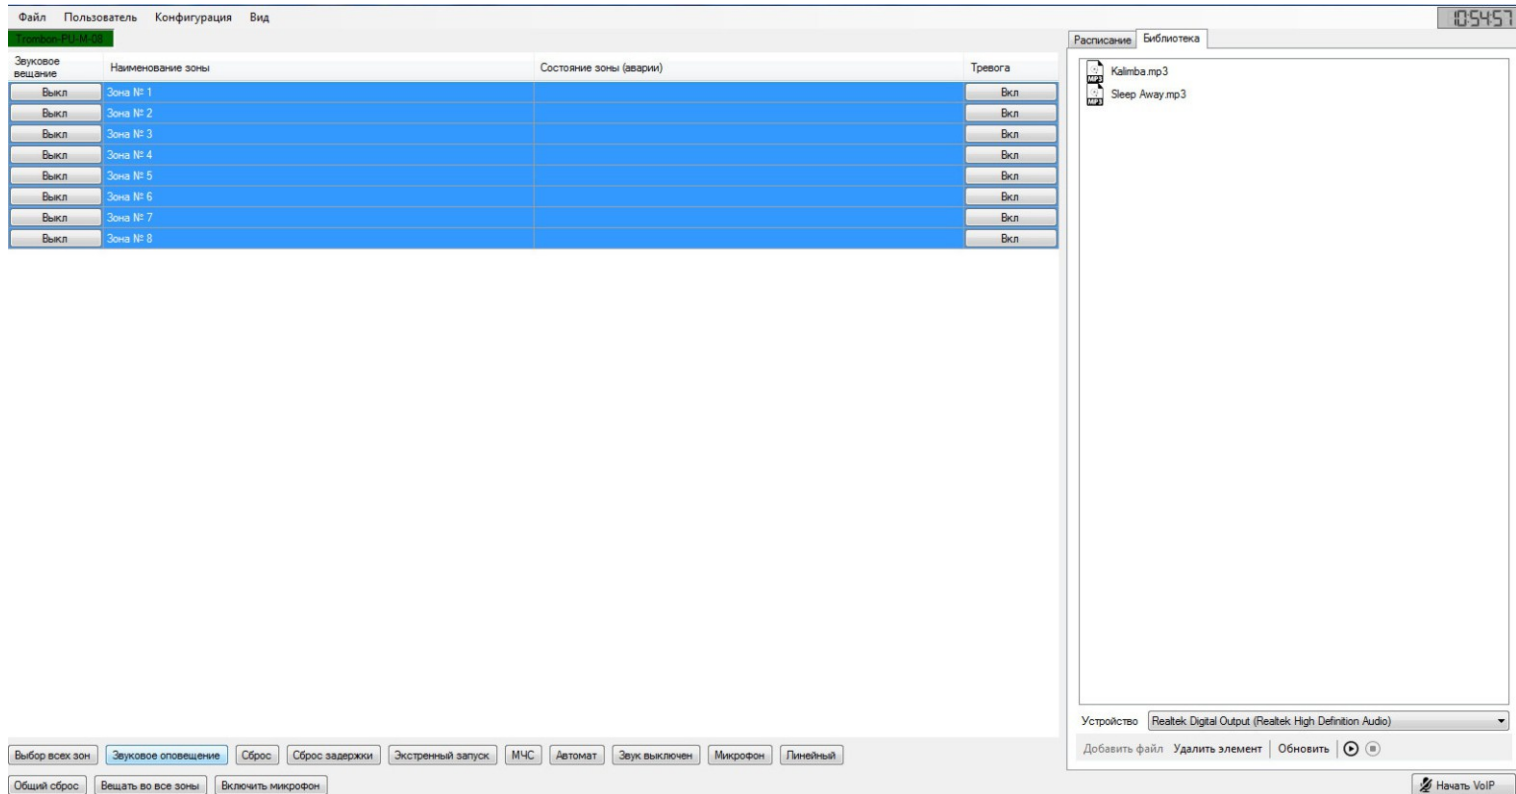 Файл Пользователь Конфигурация Вид
10:54:57
Trombon-PU-M-08
Расписание Библиотека
Звуковое вещание Наименование зоны Состояние зоны (аварии) Тревога
Выкл Зона № 1 Вкл
Выкл Зона № 2 Вкл
Выкл Зона № 3 Вкл
Выкл Зона № 4 Вкл
Выкл Зона № 5 Вкл
Выкл Зона № 6 Вкл
Выкл Зона № 7 Вкл
Выкл Зона № 8 Вкл
MP3 Kalimba.mp3
MP3 Sleep Away.mp3
Устройство Realtek Digital Output (Realtek High Definition Audio)
Добавить файл Удалить элемент Обновить
Выбор всех зон Звуковое оповещение Сброс Сброс задержки Экстренный запуск МЧС Автомат Звук выключен Микрофон Линейный
Общий сброс Вещать во все зоны Включить микрофон
Начать VoIP